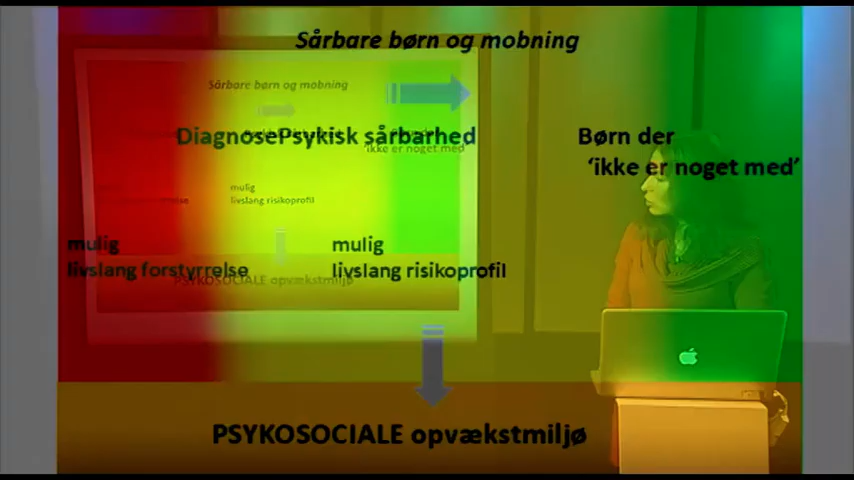 Sårbare børn og mobning
Sårbare børn og mobning
DiagnosePsykisk sårbarhed
Børn der
'ikke er noget med'
'ikke er noget med'
mulig
livslang risikoprofil
mulig
livslang forstyrrelse
mulig
livslang risikoprofil
PSYKOSOCIALE opvækstmiljø
PSYKOSOCIALE opvækstmiljø